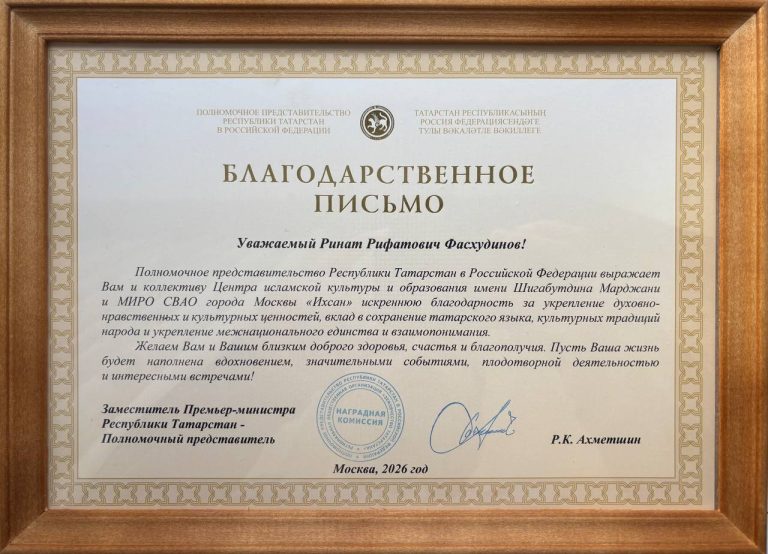 ПОЛНОМОЧНОЕ ПРЕДСТАВИТЕЛЬСТВО
РЕСПУБЛИКИ ТАТАРСТАН
В РОССИЙСКОЙ ФЕДЕРАЦИИ
ТАТАРСТАН РЕСПУБЛИКАСЫНЫҢ
РОССИЯ ФЕДЕРАЦИЯСЕНДӘГЕ
ТУЛЫ ВӘКАЛӘТЛЕ ВӘКИЛЛЕГЕ
БЛАГОДАРСТВЕННОЕ
ПИСЬМО
Уважаемый Ринат Рифатович Фасхудинов!
Полномочное представительство Республики Татарстан в Российской Федерации выражает
Вам и коллективу Центра исламской культуры и образования имени Шигабутдина Марджани
и МИРО СВАО города Москвы «Ихсан» искреннюю благодарность за укрепление духовно-
нравственных и культурных ценностей, вклад в сохранение татарского языка, культурных традиций
народа и укрепление межнационального единства и взаимопонимания.
Желаем Вам и Вашим близким доброго здоровья, счастья и благополучия. Пусть Ваша жизнь
будет наполнена вдохновением, значительными событиями, плодотворной деятельностью
и интересными встречами!
Заместитель Премьер-министра
Республики Татарстан -
Полномочный представитель
НАГРАДНАЯ
КОМИССИЯ
Р.К. Ахметшин
Москва, 2026 год